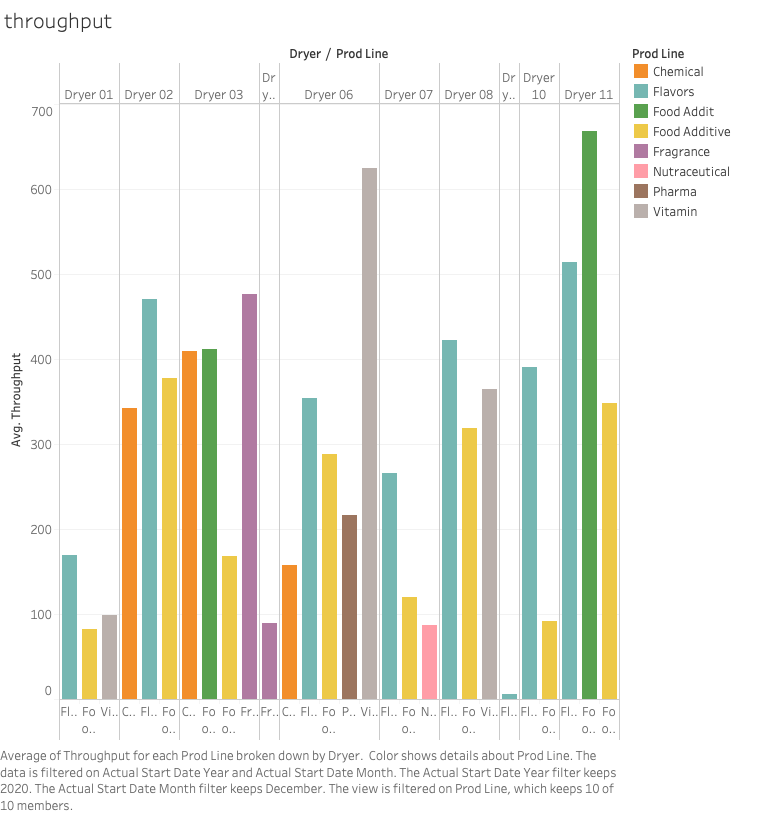 throughput
Dryer / Prod Line
Dryer 01 Dryer 02 Dryer 03 Dr y.. Dryer 06 Dryer 07 Dryer 08 Dr y.. Dryer 10 Dryer 11
700
600
500
400
300
200
100
0
Avg. Throughput
Fl.. Fo o.. Vi.. C.. Fl.. Fo o.. C.. Fo o.. Fo o.. Fr.. Fr.. C.. Fl.. Fo o.. P.. Vi.. Fl.. Fo o.. N.. Fl.. Fo o.. Vi.. Fl.. Fl.. Fo o.. Fl.. Fo o.. Fo o..
Prod Line
Chemical
Flavors
Food Addit
Food Additive
Fragrance
Nutraceutical
Pharma
Vitamin
Average of Throughput for each Prod Line broken down by Dryer. Color shows details about Prod Line. The
data is filtered on Actual Start Date Year and Actual Start Date Month. The Actual Start Date Year filter keeps
2020. The Actual Start Date Month filter keeps December. The view is filtered on Prod Line, which keeps 10 of
10 members.